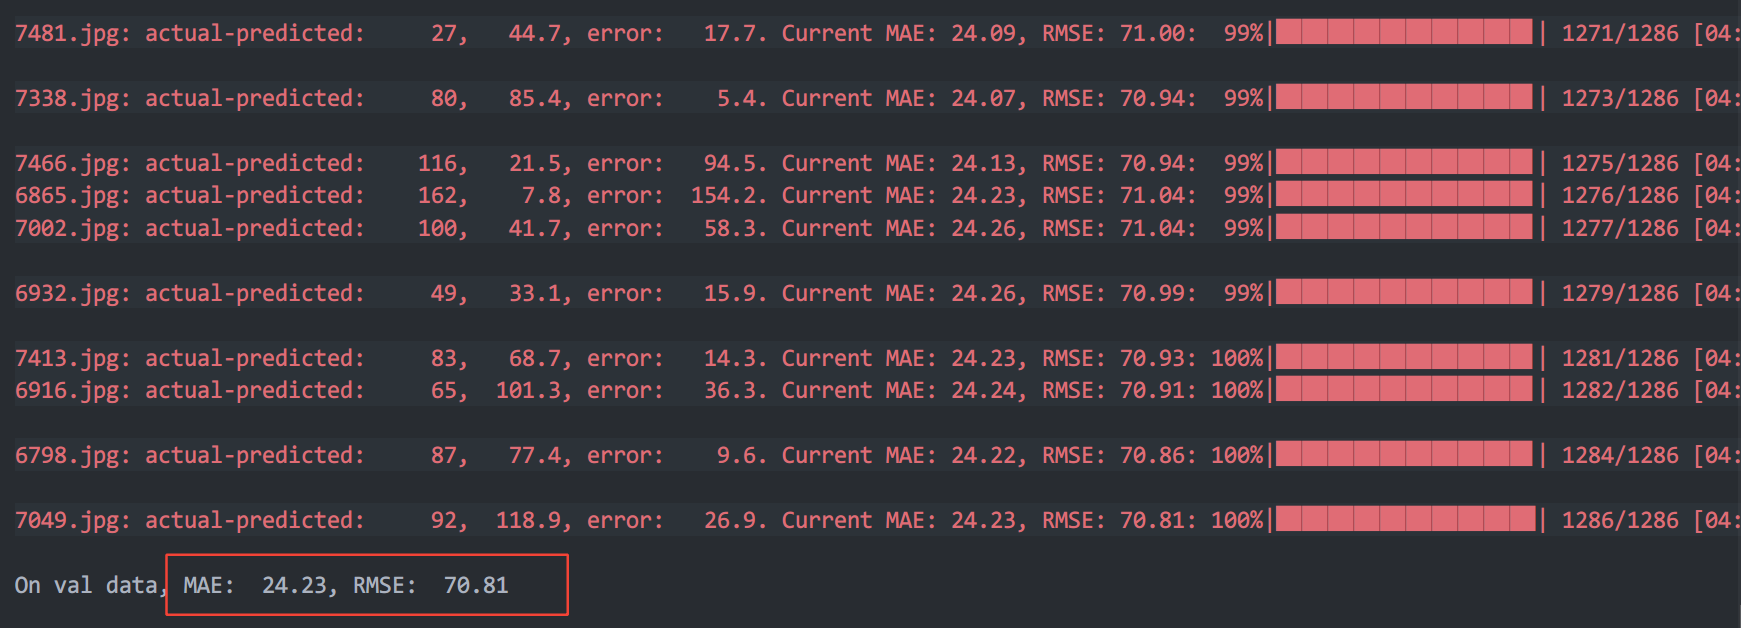 7481.jpg: actual-predicted: 27, 44.7, error: 17.7. Current MAE: 24.09, RMSE: 71.00: 99%| | 1271/1286 [04:
7338.jpg: actual-predicted: 80, 85.4, error: 5.4. Current MAE: 24.07, RMSE: 70.94: 99%| | 1273/1286 [04:
7466.jpg: actual-predicted: 116, 21.5, error: 94.5. Current MAE: 24.13, RMSE: 70.94: 99%| | 1275/1286 [04:
6865.jpg: actual-predicted: 162, 7.8, error: 154.2. Current MAE: 24.23, RMSE: 71.04: 99%| | 1276/1286 [04:
7002.jpg: actual-predicted: 100, 41.7, error: 58.3. Current MAE: 24.26, RMSE: 71.04: 99%| | 1277/1286 [04:
6932.jpg: actual-predicted: 49, 33.1, error: 15.9. Current MAE: 24.26, RMSE: 70.99: 99%| | 1279/1286 [04:
7413.jpg: actual-predicted: 83, 68.7, error: 14.3. Current MAE: 24.23, RMSE: 70.93: 100%| | 1281/1286 [04:
6916.jpg: actual-predicted: 65, 101.3, error: 36.3. Current MAE: 24.24, RMSE: 70.91: 100%| | 1282/1286 [04:
6798.jpg: actual-predicted: 87, 77.4, error: 9.6. Current MAE: 24.22, RMSE: 70.86: 100%| | 1284/1286 [04:
7049.jpg: actual-predicted: 92, 118.9, error: 26.9. Current MAE: 24.23, RMSE: 70.81: 100%| | 1286/1286 [04:
On val data, MAE: 24.23, RMSE: 70.81